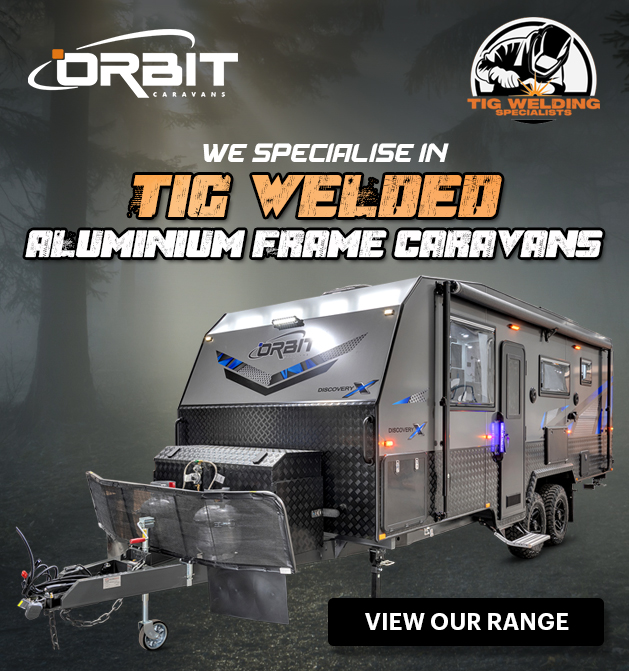 ORBIT
CARAVANS
TIG WELDING
SPECIALISTS
WE SPECIALISE IN
TIG WELDED
ALUMINIUM FRAME CARAVANS
ORBIT
DISCOVERY X
DISCOVERY X
VIEW OUR RANGE